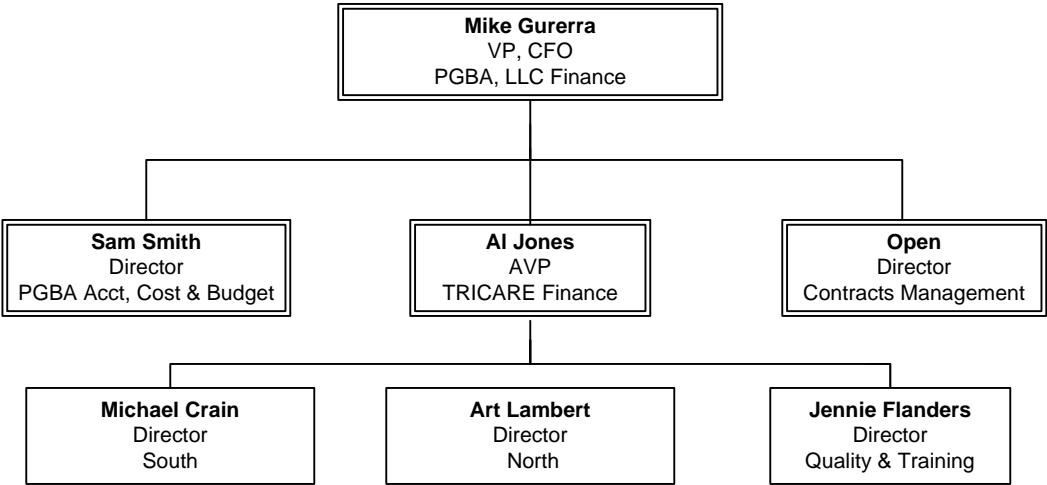 Mike Gurerra
VP, CFO
PGBA, LLC Finance
Sam Smith
Director
PGBA Acct, Cost & Budget
Al Jones
AVP
TRICARE Finance
Open
Director
Contracts Management
Michael Crain
Director
South
Art Lambert
Director
North
Jennie Flanders
Director
Quality & Training